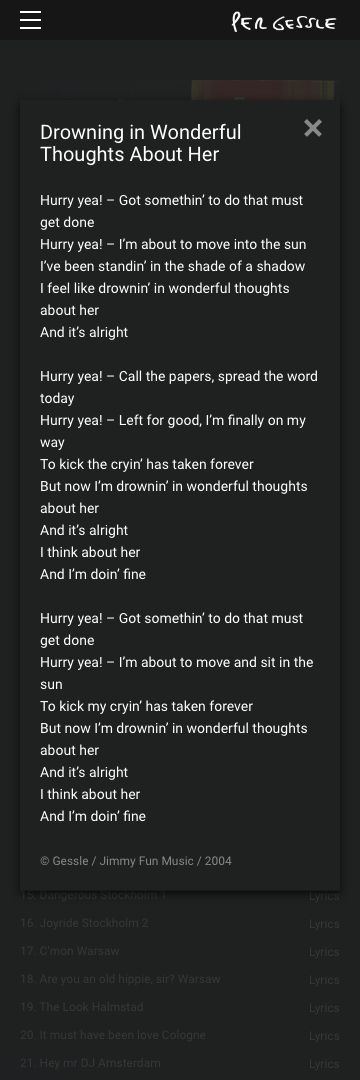 PER GESSLE
Drowning in Wonderful
Thoughts About Her
Hurry yea! – Got somethin’ to do that must
get done
Hurry yea! – I’m about to move into the sun
I’ve been standin’ in the shade of a shadow
I feel like drownin’ in wonderful thoughts
about her
And it’s alright
Hurry yea! – Call the papers, spread the word
today
Hurry yea! – Left for good, I’m finally on my
way
To kick the cryin’ has taken forever
But now I’m drownin’ in wonderful thoughts
about her
And it’s alright
I think about her
And I’m doin’ fine
Hurry yea! – Got somethin’ to do that must
get done
Hurry yea! – I’m about to move and sit in the
sun
To kick my cryin’ has taken forever
But now I’m drownin’ in wonderful thoughts
about her
And it’s alright
I think about her
And I’m doin’ fine
© Gessle / Jimmy Fun Music / 2004
15. Dangerous Stockholm 1 Lyrics
16. Joyride Stockholm 2 Lyrics
17. C'mon Warsaw Lyrics
18. Are you an old hippie, sir? Warsaw Lyrics
19. The Look Halmstad Lyrics
20. It must have been love Cologne Lyrics
21. Hey mr DJ Amsterdam Lyrics